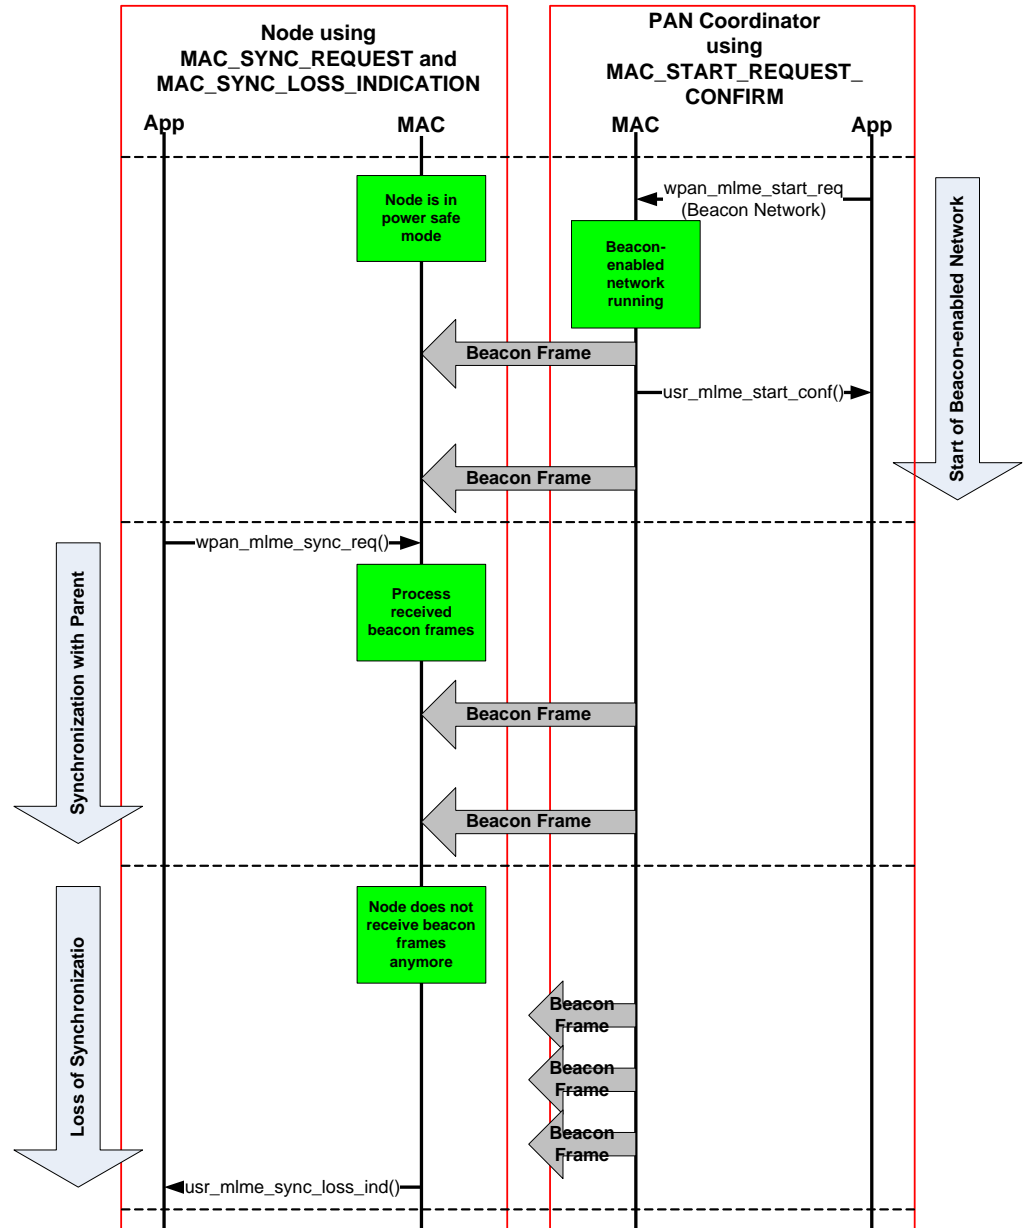 Node using
MAC_SYNC_REQUEST and
MAC_SYNC_LOSS_INDICATION
PAN Coordinator
using
MAC_START_REQUEST_
CONFIRM
App
MAC
MAC
App
Node is in
power safe
mode
wpan_mlme_start_req
(Beacon Network)
Beacon-
enabled
network
running
Beacon Frame
usr_mlme_start_conf()
Beacon Frame
Start of Beacon-enabled Network
wpan_mlme_sync_req()
Process
received
beacon frames
Beacon Frame
Beacon Frame
Synchronization with Parent
Node does not
receive beacon
frames
anymore
Beacon
Frame
Beacon
Frame
Beacon
Frame
Loss of Synchronizatio
usr_mlme_sync_loss_ind()